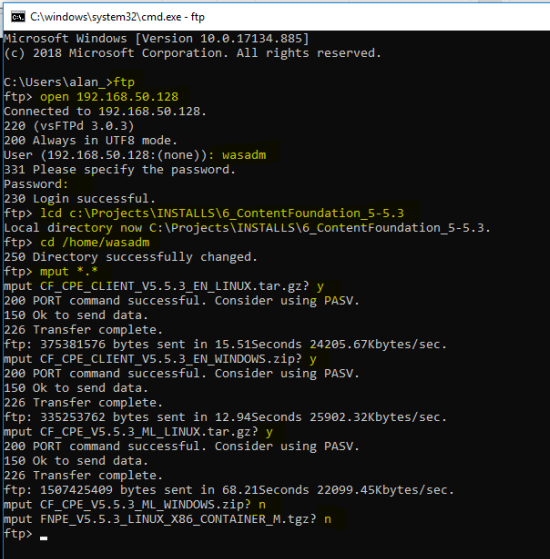 C:\windows\system32\cmd.exe - ftp
Microsoft Windows [Version 10.0.17134.885]
(c) 2018 Microsoft Corporation. All rights reserved.
C:\Users\alan_>ftp
ftp> open 192.168.50.128
Connected to 192.168.50.128.
220 (vsFTPd 3.0.3)
200 Always in UTF8 mode.
User (192.168.50.128:(none)): wasadm
331 Please specify the password.
Password:
230 Login successful.
ftp> lcd c:\Projects\INSTALLS\6_ContentFoundation_5-5.3
Local directory now C:\Projects\INSTALLS\6_ContentFoundation_5-5.3.
ftp> cd /home/wasadm
250 Directory successfully changed.
ftp> mput *.*
mput CF_CPE_CLIENT_V5.5.3_EN_LINUX.tar.gz? y
200 PORT command successful. Consider using PASV.
150 Ok to send data.
226 Transfer complete.
ftp: 375381576 bytes sent in 15.51Seconds 24205.67Kbytes/sec.
mput CF_CPE_CLIENT_V5.5.3_EN_WINDOWS.zip? y
200 PORT command successful. Consider using PASV.
150 Ok to send data.
226 Transfer complete.
ftp: 335253762 bytes sent in 12.94Seconds 25902.32Kbytes/sec.
mput CF_CPE_V5.5.3_ML_LINUX.tar.gz? y
200 PORT command successful. Consider using PASV.
150 Ok to send data.
226 Transfer complete.
ftp: 1507425409 bytes sent in 68.21Seconds 22099.45Kbytes/sec.
mput CF_CPE_V5.5.3_ML_WINDOWS.zip? n
mput FNPE_V5.5.3_LINUX_X86_CONTAINER_M.tgz? n
ftp>